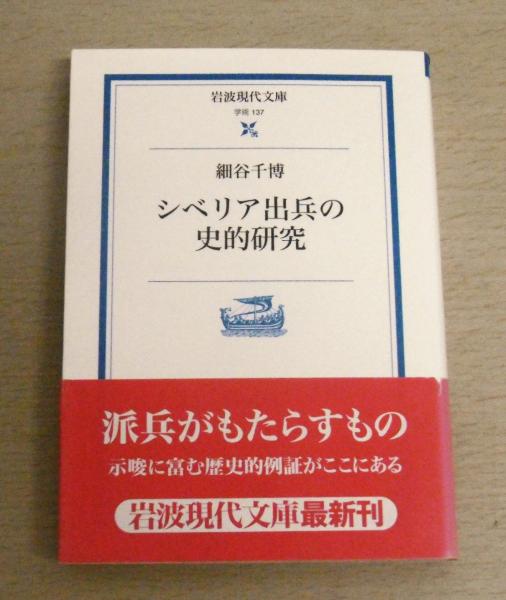 岩波現代文庫
学術 137
細谷千博
シベリア出兵の
史的研究
派兵がもたらすもの
示唆に富む歴史的例証がここにある
岩波現代文庫最新刊